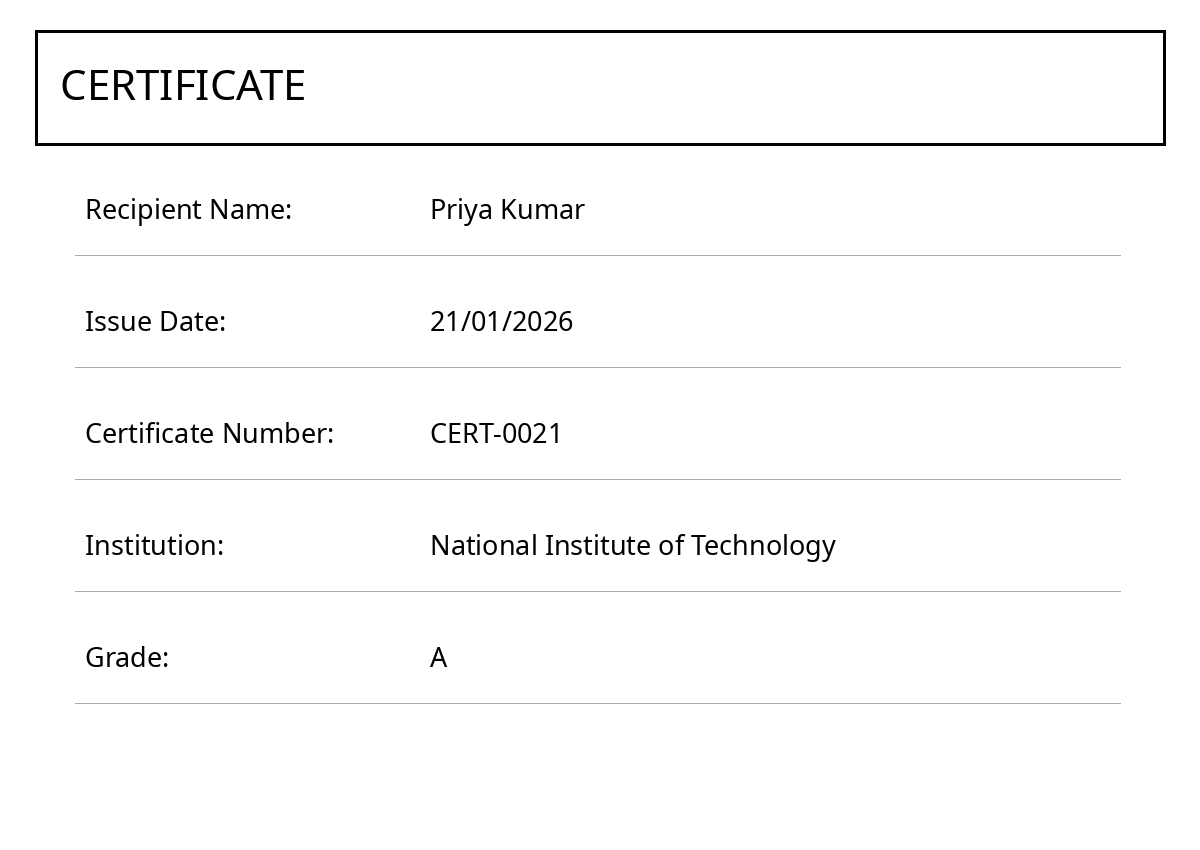 CERTIFICATE
Recipient Name: Priya Kumar
Issue Date: 21/01/2026
Certificate Number: CERT-0021
Institution: National Institute of Technology
Grade: A